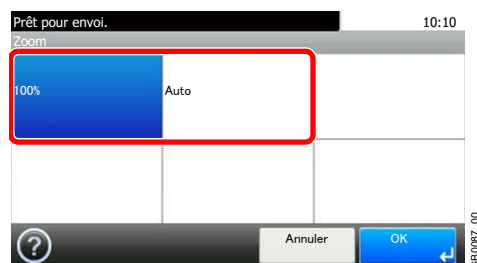 Prêt pour envoi. 10:10
Zoom
100% Auto
? Annuler OK
GB0087_00